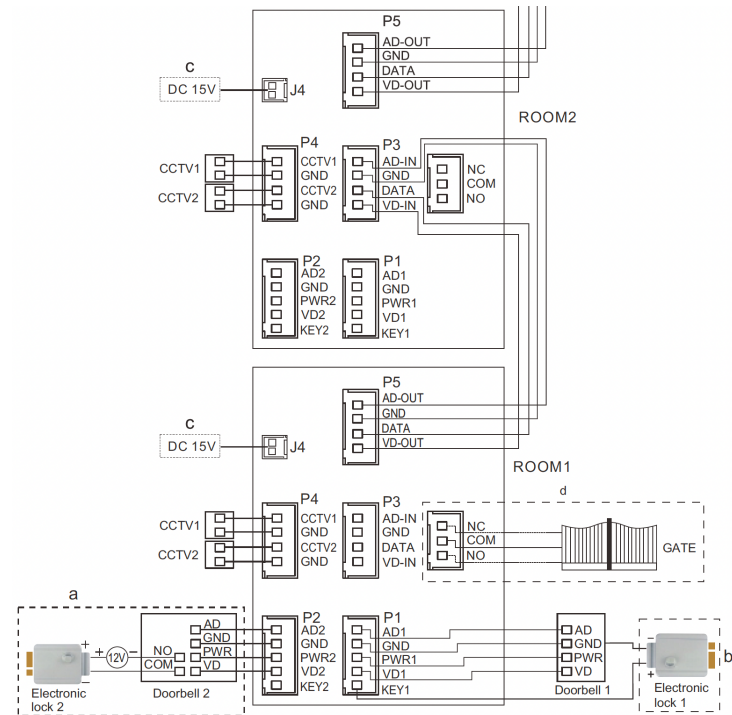 P5
AD-OUT
GND
DATA
VD-OUT
c
DC 15V
J4
ROOM2
P4
CCTV1
GND
CCTV2
GND
CCTV1
CCTV2
P3
AD-IN
GND
DATA
VD-IN
NC
COM
NO
P2
AD2
GND
PWR2
VD2
KEY2
P1
AD1
GND
PWR1
VD1
KEY1
P5
AD-OUT
GND
DATA
VD-OUT
c
DC 15V
J4
ROOM1
d
P4
CCTV1
GND
CCTV2
GND
CCTV1
CCTV2
P3
AD-IN
GND
DATA
VD-IN
NC
COM
NO
GATE
a
P2
AD2
GND
PWR2
VD2
KEY2
P1
AD1
GND
PWR1
VD1
KEY1
AD
GND
PWR
VD
NO
COM
+ 12V −
+
−
Electronic
lock 2
Doorbell 2
AD
GND
PWR
VD
Doorbell 1
−
+
b
Electronic
lock 1